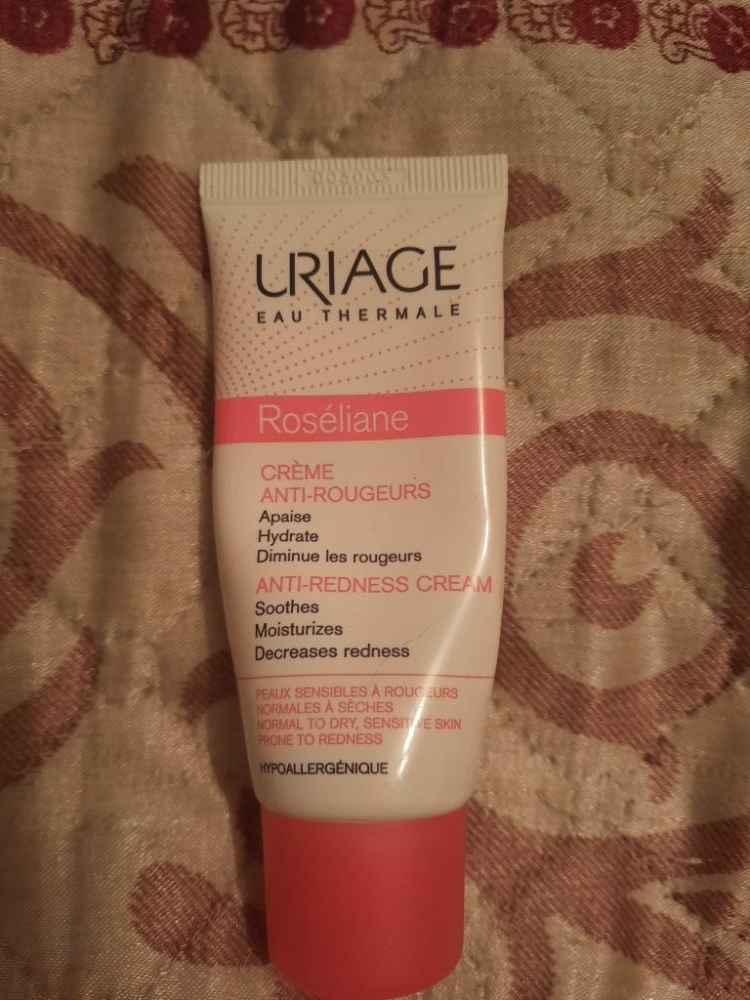 URIAGE
EAU THERMALE
Roséliane
CRÈME
ANTI-ROUGEURS
Apaise
Hydrate
Diminue les rougeurs
ANTI-REDNESS CREAM
Soothes
Moisturizes
Decreases redness
PEAUX SENSIBLES À ROUGEURS
NORMALES À SÈCHES
NORMAL TO DRY, SENSITIVE SKIN
PRONE TO REDNESS
HYPOALLERGÉNIQUE